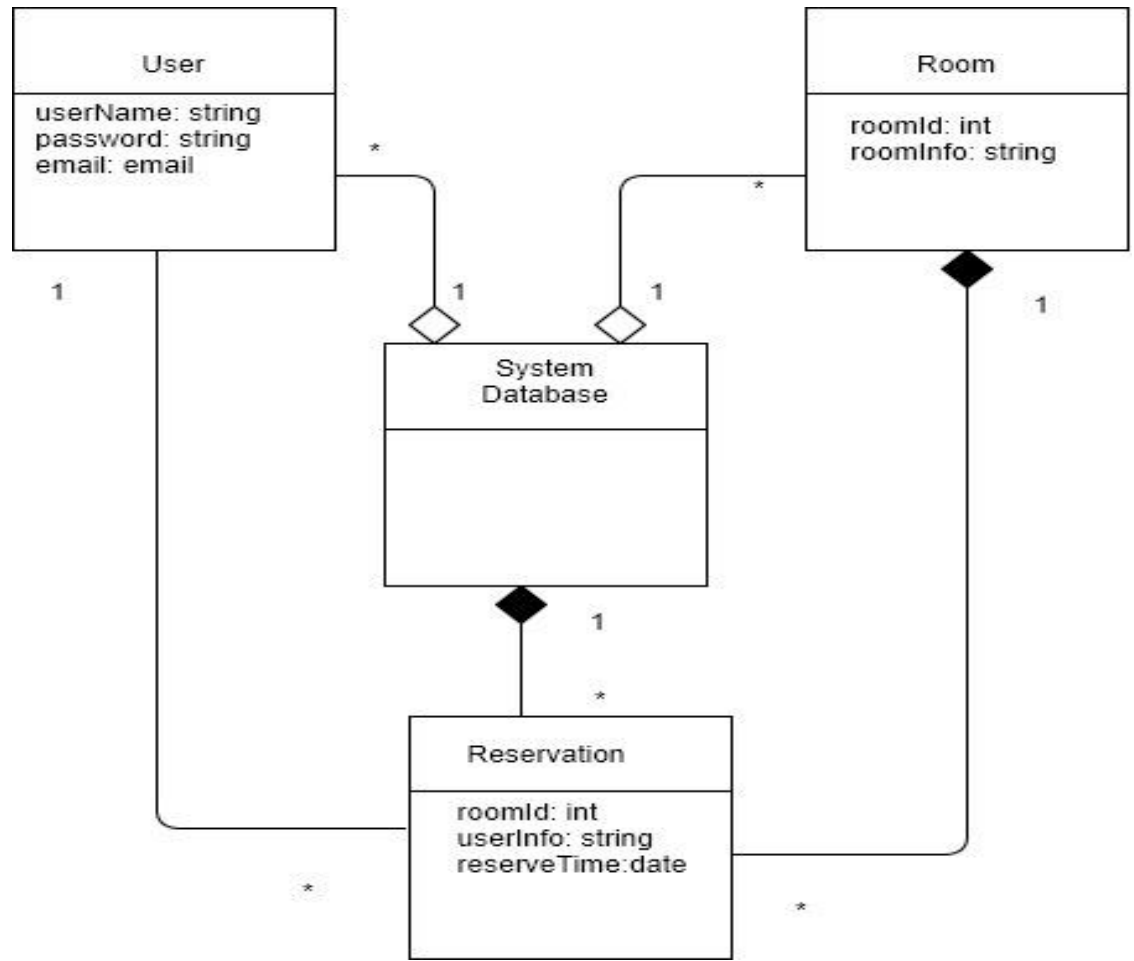 User
userName: string
password: string
email: email
Room
roomId: int
roomInfo: string
*
*
1
1
1
1
System
Database
1
*
Reservation
roomId: int
userInfo: string
reserveTime:date
*
*